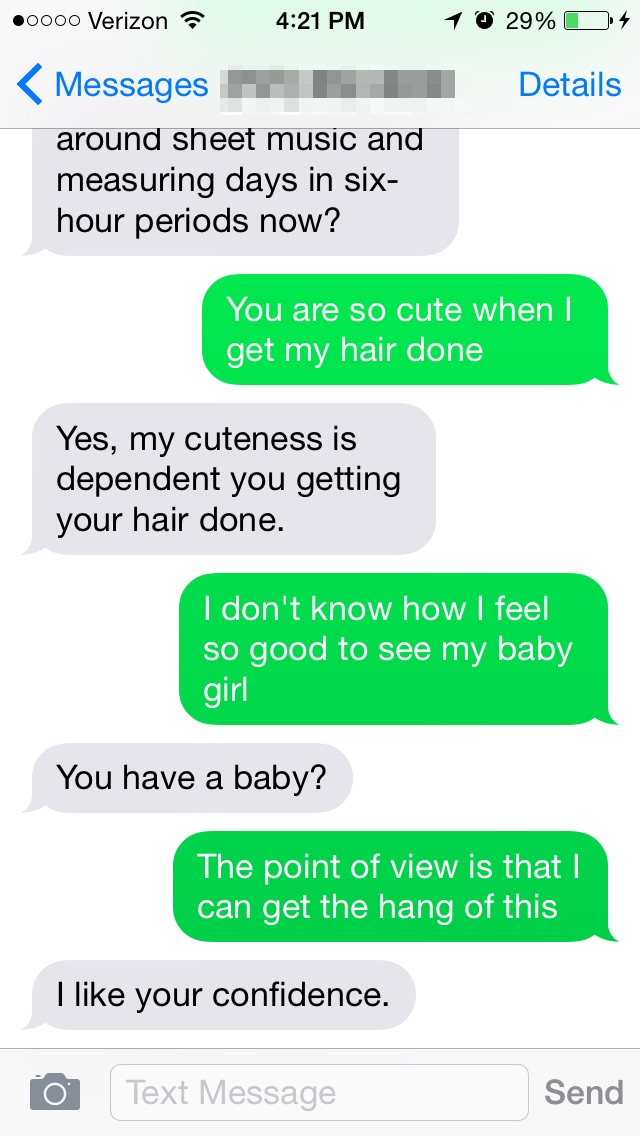 Verizon 4:21 PM 29%
Messages Details
around sheet music and
measuring days in six-
hour periods now?
You are so cute when I
get my hair done
Yes, my cuteness is
dependent you getting
your hair done.
I don't know how I feel
so good to see my baby
girl
You have a baby?
The point of view is that I
can get the hang of this
I like your confidence.
Text Message Send